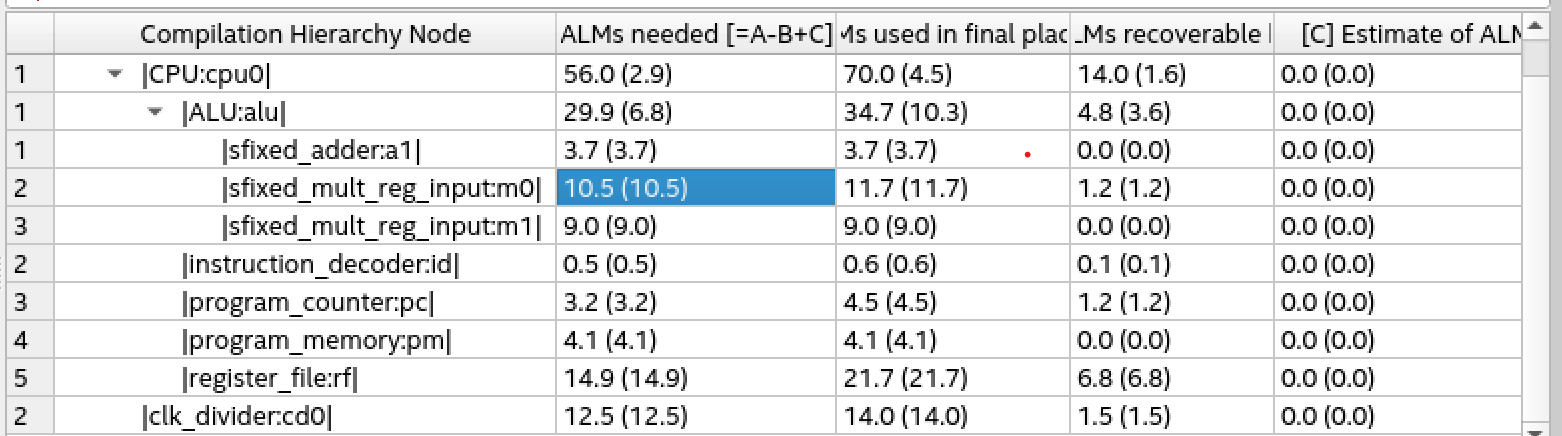 Compilation Hierarchy Node ALMs needed [=A-B+C] Ms used in final plac Ms recoverable [C] Estimate of ALM
1 |CPU:cpu0| 56.0 (2.9) 70.0 (4.5) 14.0 (1.6) 0.0 (0.0)
1 |ALU:alu| 29.9 (6.8) 34.7 (10.3) 4.8 (3.6) 0.0 (0.0)
1 |sfixed_adder:a1| 3.7 (3.7) 3.7 (3.7) 0.0 (0.0) 0.0 (0.0)
2 |sfixed_mult_reg_input:m0| 10.5 (10.5) 11.7 (11.7) 1.2 (1.2) 0.0 (0.0)
3 |sfixed_mult_reg_input:m1| 9.0 (9.0) 9.0 (9.0) 0.0 (0.0) 0.0 (0.0)
2 |instruction_decoder:id| 0.5 (0.5) 0.6 (0.6) 0.1 (0.1) 0.0 (0.0)
3 |program_counter:pc| 3.2 (3.2) 4.5 (4.5) 1.2 (1.2) 0.0 (0.0)
4 |program_memory:pm| 4.1 (4.1) 4.1 (4.1) 0.0 (0.0) 0.0 (0.0)
5 |register_file:rf| 14.9 (14.9) 21.7 (21.7) 6.8 (6.8) 0.0 (0.0)
2 |clk_divider:cd0| 12.5 (12.5) 14.0 (14.0) 1.5 (1.5) 0.0 (0.0)